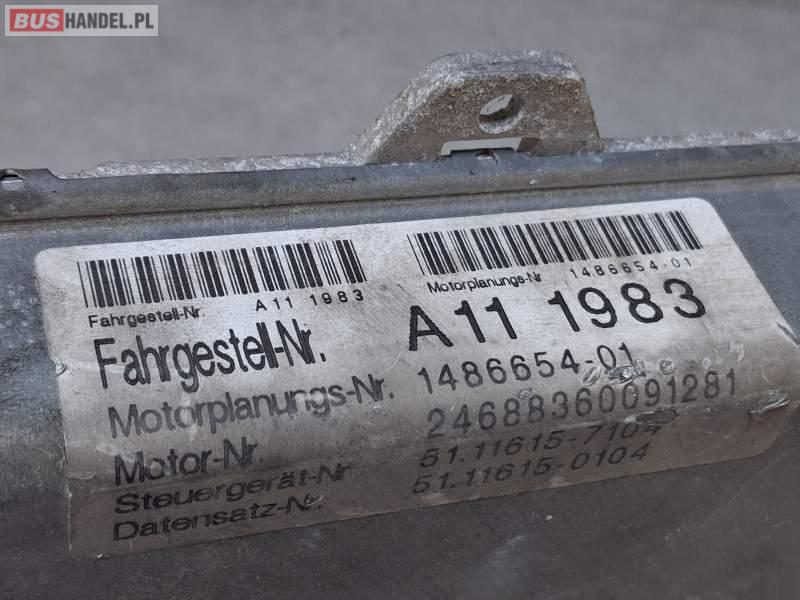 BUSHANDEL.PL
Fahrgestell-Nr. A11 1983
Motorplanungs-Nr 1486654-01
Fahrgestell-Nr. A11 1983
Motorplanungs-Nr. 1486654-01
Motor-Nr. 24688360091281
Steuergerät-Nr 51.11615-7104
Datensatz-Nr. 51.11615-0104